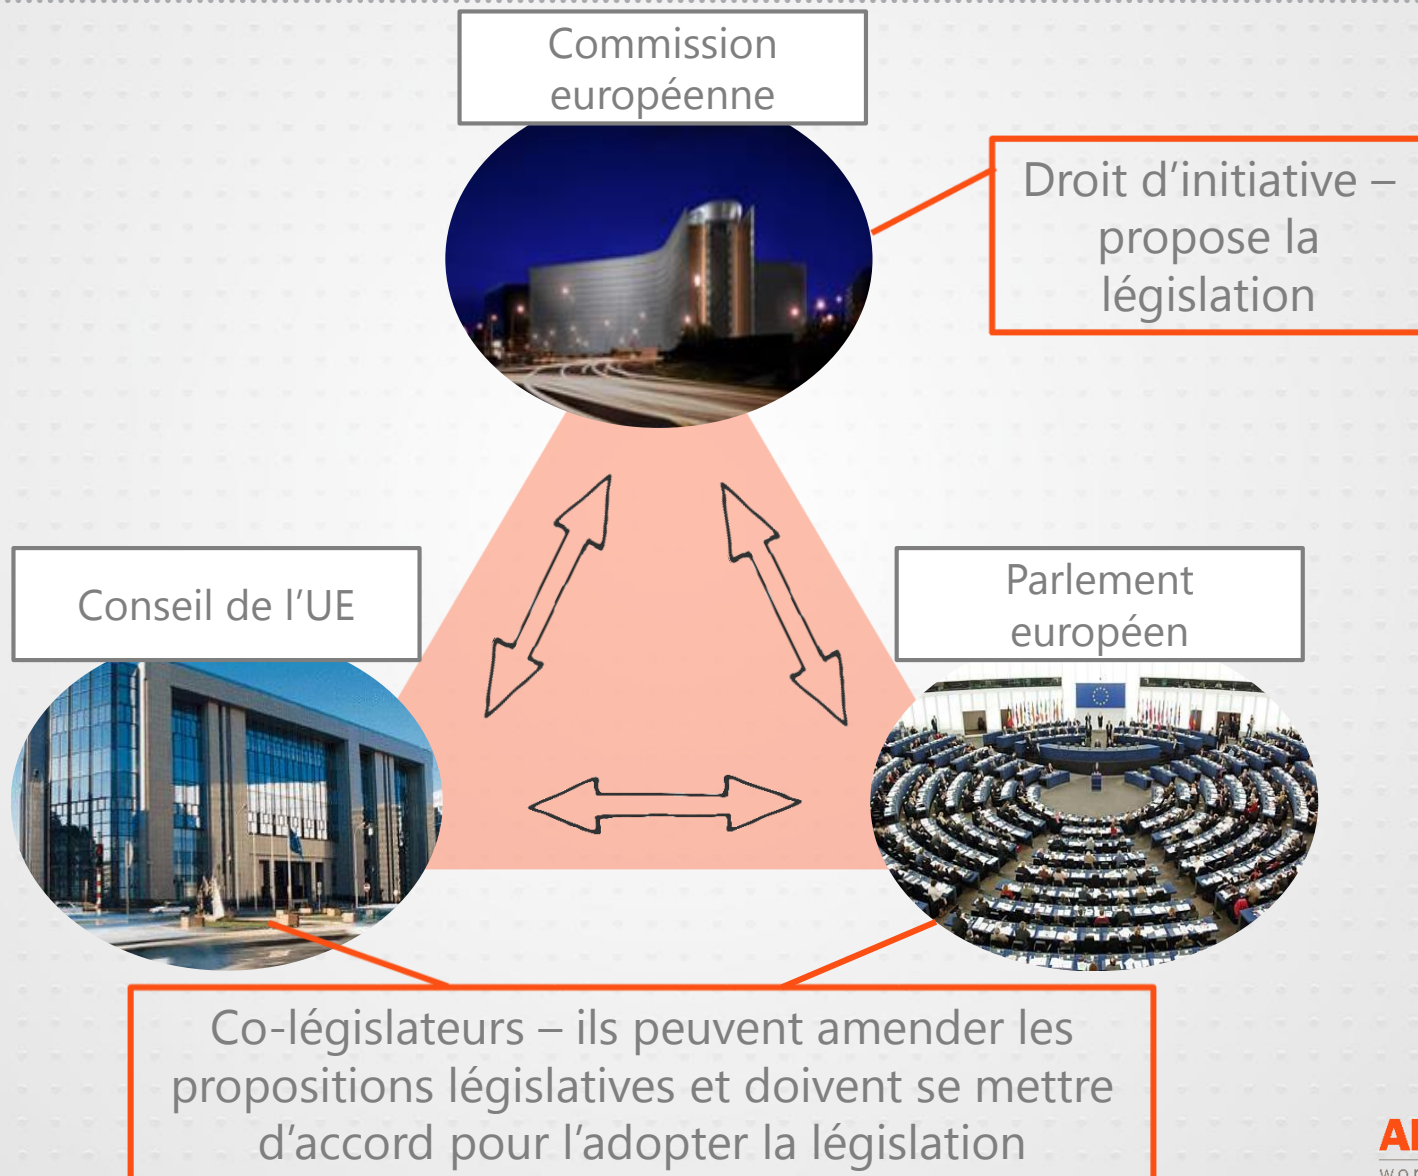 Commission
européenne
Droit d’initiative –
propose la
législation
Conseil de l’UE
Parlement
européen
Co-législateurs – ils peuvent amender les
propositions législatives et doivent se mettre
d’accord pour l’adopter la législation